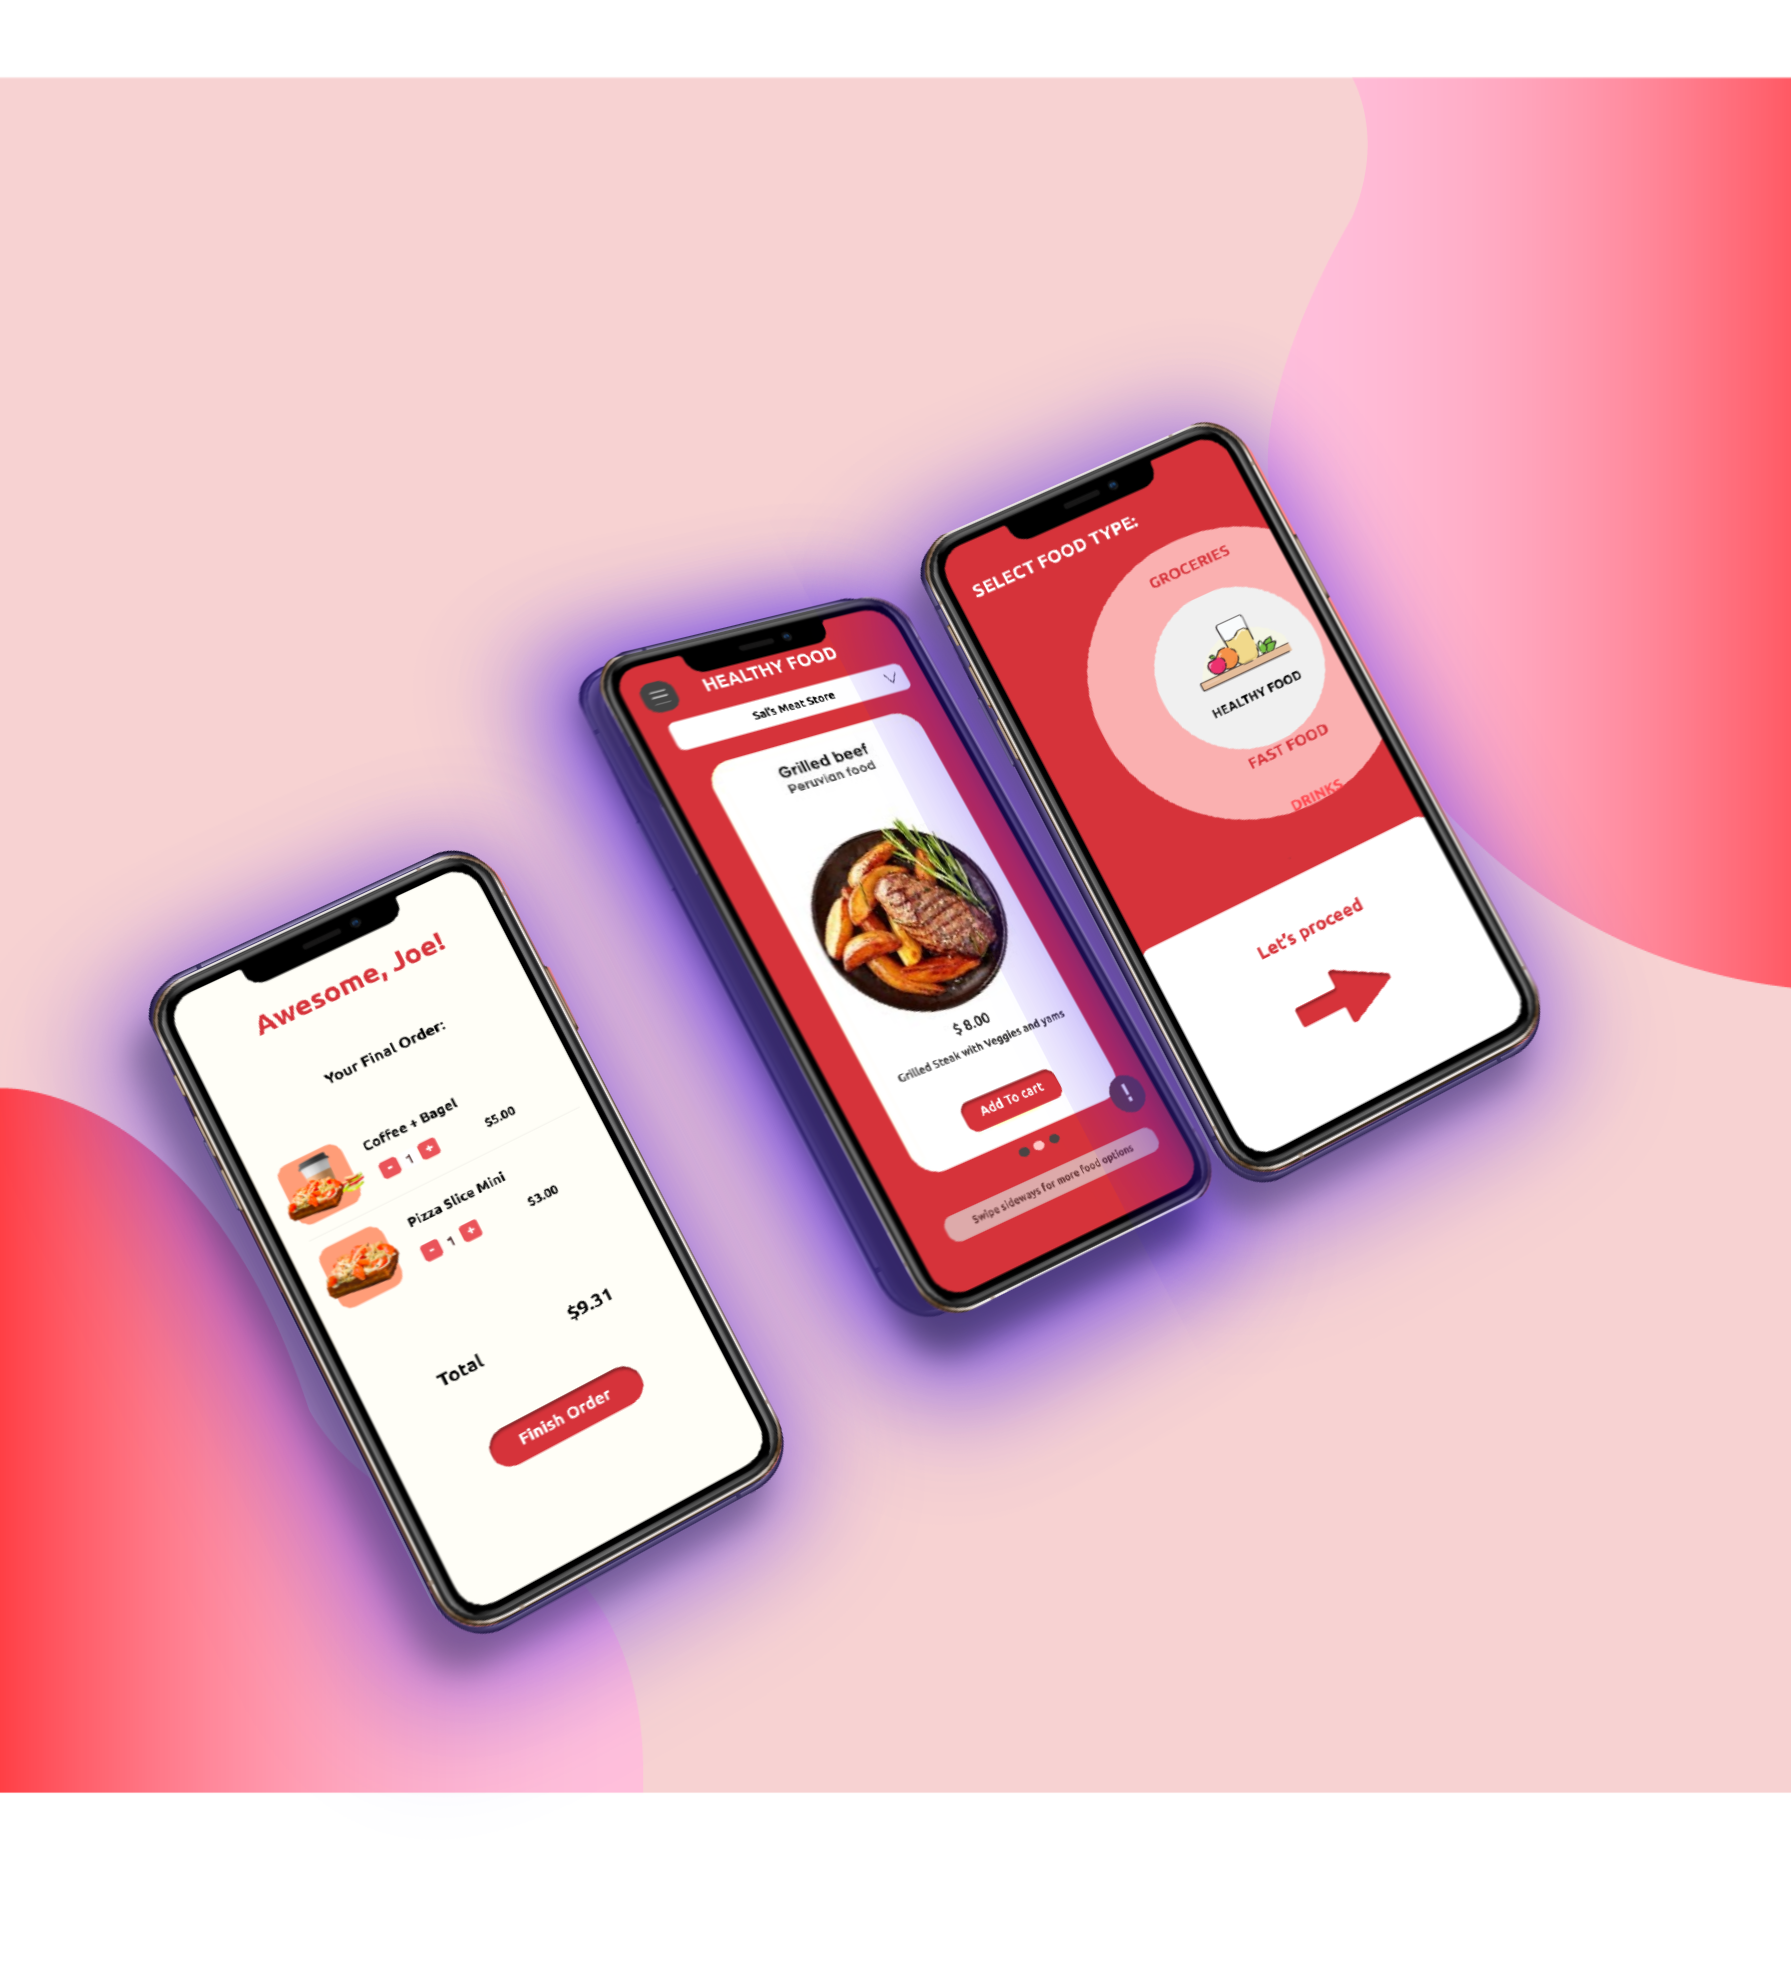 Awesome, Joe!
Your Final Order:
Coffee + Bagel
$5.00
- 1 +
Pizza Slice Mini
$3.00
- 1 +
$9.31
Total
Finish Order
HEALTHY FOOD
Sal's Meat Store
Grilled beef
Peruvian food
$ 8.00
Grilled Steak with Veggies and yams
Add To cart
!
Swipe sideways for more food options
SELECT FOOD TYPE:
GROCERIES
HEALTHY FOOD
FAST FOOD
DRINKS
Let's proceed